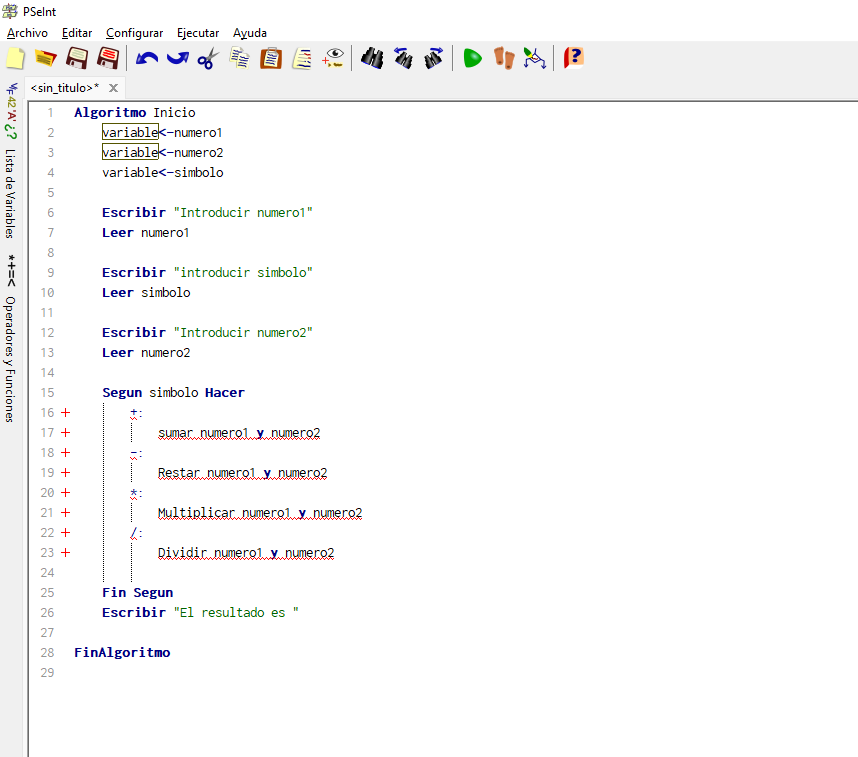 PSeInt
Archivo Editar Configurar Ejecutar Ayuda
<sin_titulo>* X
Lista de Variables
*+=<
Operadores y Funciones
1 Algoritmo Inicio
2 variable<-numero1
3 variable<-numero2
4 variable<-simbolo
5
6 Escribir "Introducir numero1"
7 Leer numero1
8
9 Escribir "introducir simbolo"
10 Leer simbolo
11
12 Escribir "Introducir numero2"
13 Leer numero2
14
15 Segun simbolo Hacer
16 +:
17 sumar numero1 y numero2
18 -:
19 Restar numero1 y numero2
20 *:
21 Multiplicar numero1 y numero2
22 /:
23 Dividir numero1 y numero2
24
25 Fin Segun
26 Escribir "El resultado es "
27
28 FinAlgoritmo
29